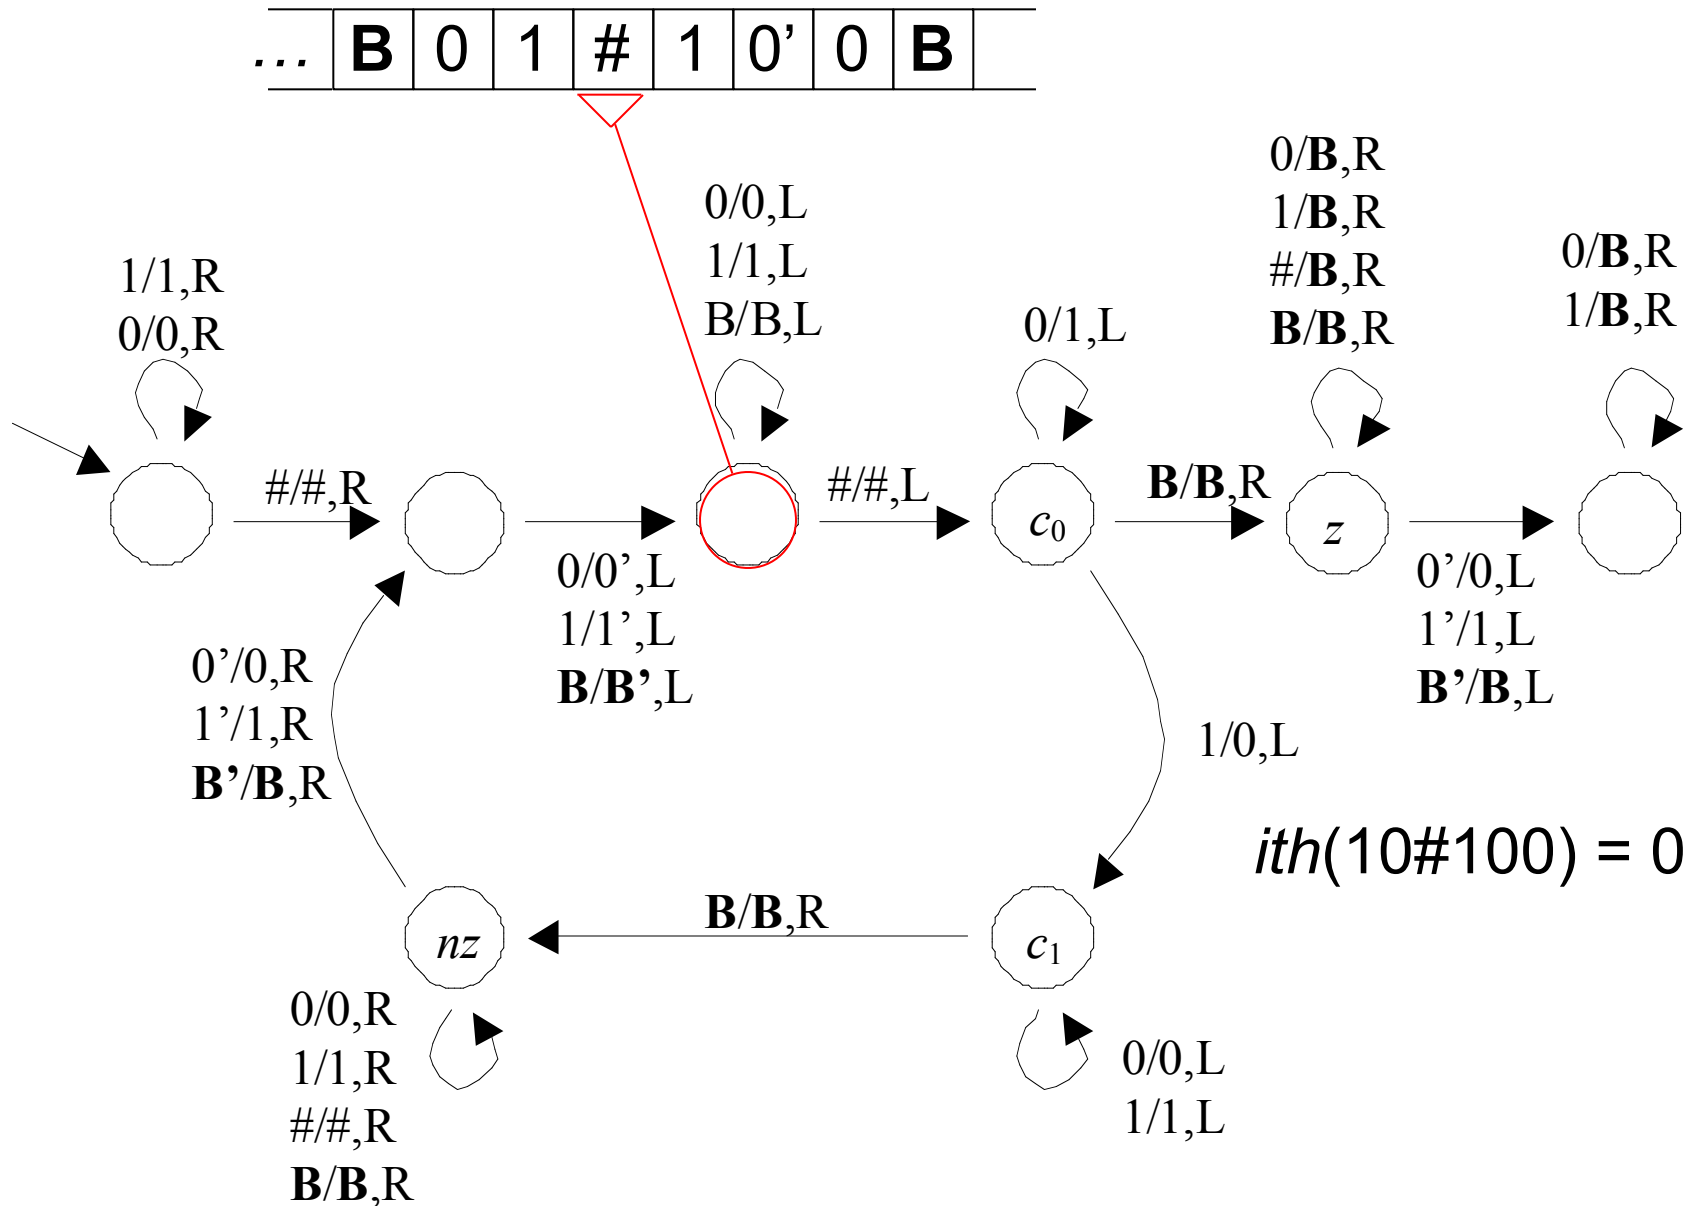 ... B 0 1 # 1 0’ 0 B
0/B,R
1/B,R
#/B,R
B/B,R
0/0,L
1/1,L
B/B,L
0/B,R
1/B,R
1/1,R
0/0,R
0/1,L
#/#,R
#/#,L
B/B,R
c0
z
0/0’,L
1/1’,L
B/B’,L
0’/0,L
1’/1,L
B’/B,L
0’/0,R
1’/1,R
B’/B,R
1/0,L
ith(10#100) = 0
B/B,R
nz
c1
0/0,R
1/1,R
#/#,R
B/B,R
0/0,L
1/1,L